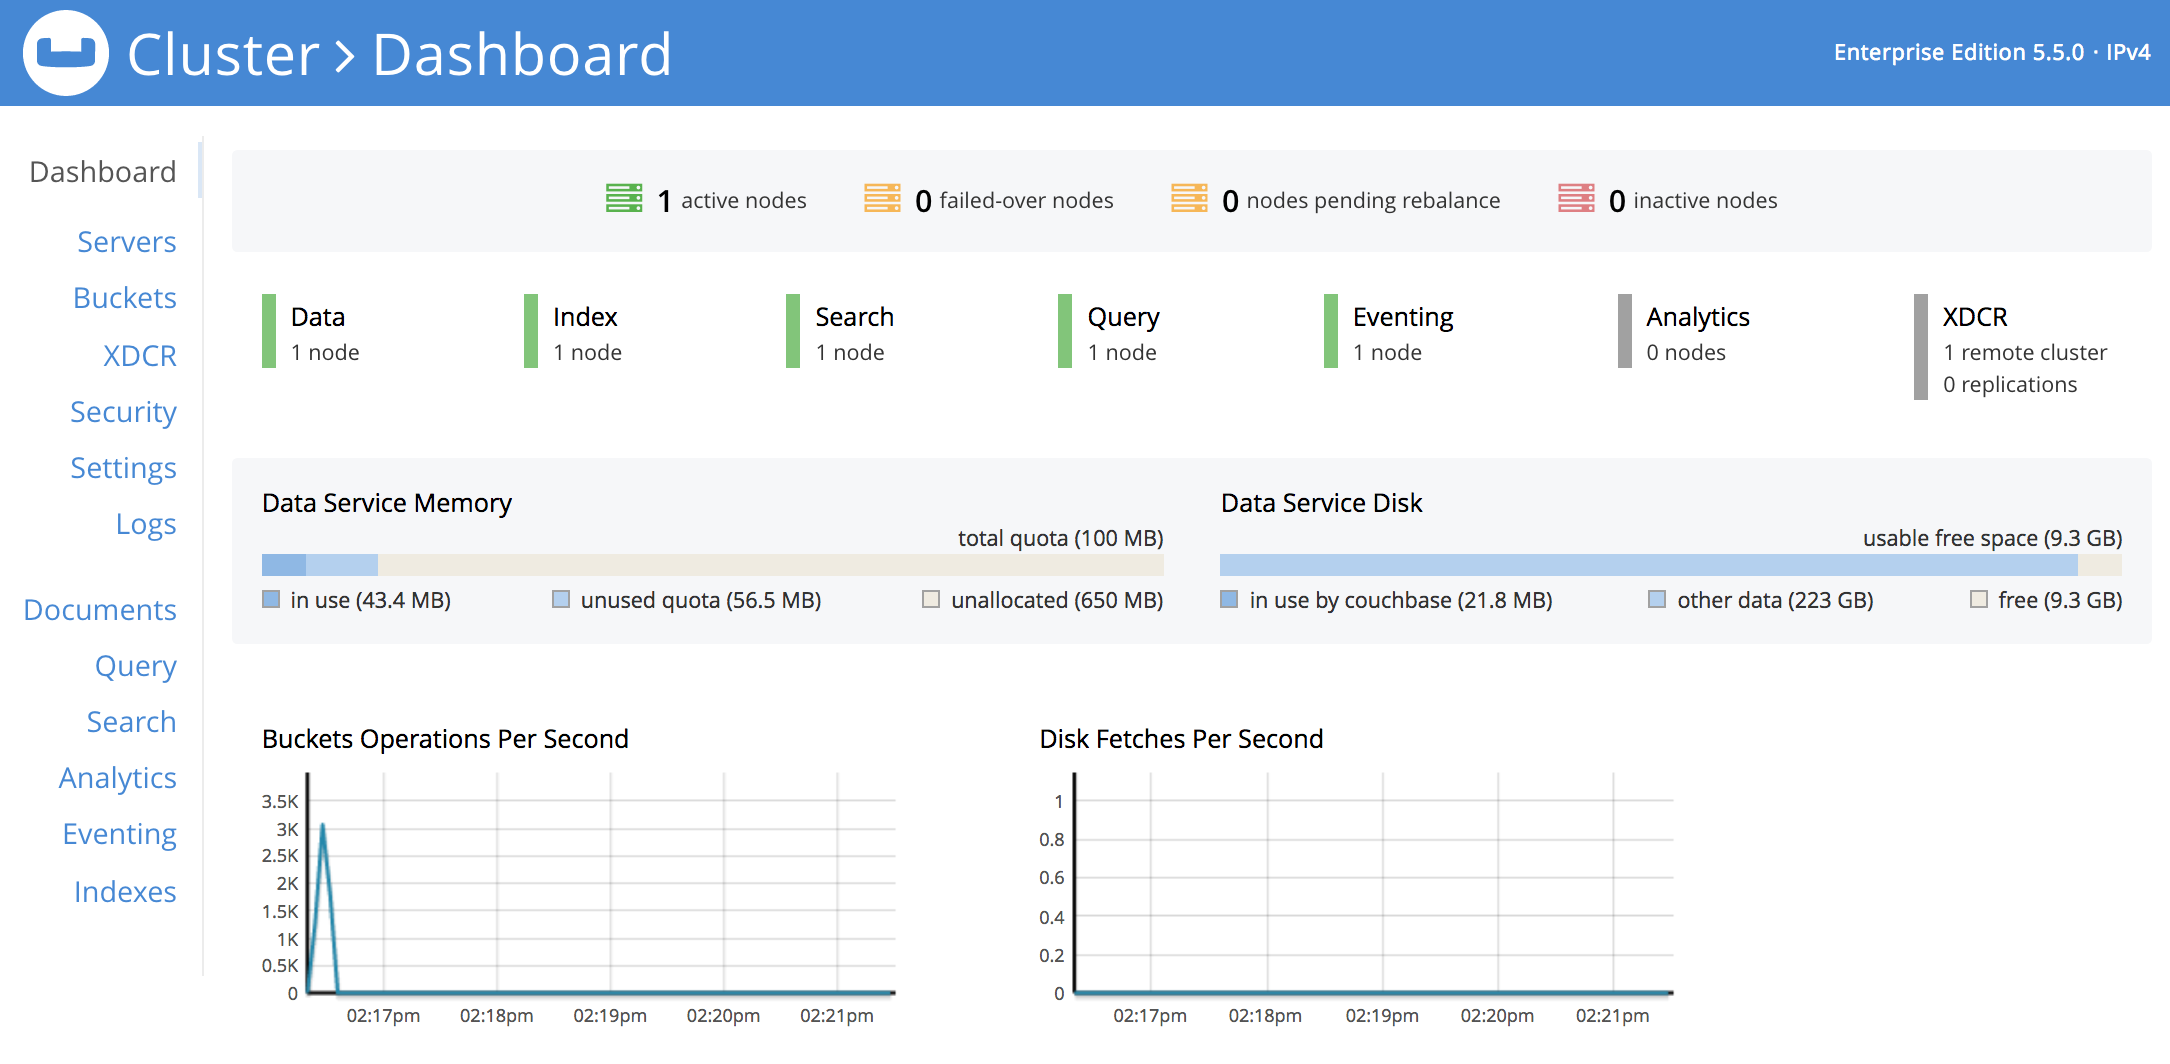 Cluster > Dashboard
Enterprise Edition 5.5.0 · IPv4
Dashboard
Servers
Buckets
XDCR
Security
Settings
Logs
Documents
Query
Search
Analytics
Eventing
Indexes
1 active nodes
0 failed-over nodes
0 nodes pending rebalance
0 inactive nodes
Data
1 node
Index
1 node
Search
1 node
Query
1 node
Eventing
1 node
Analytics
0 nodes
XDCR
1 remote cluster
0 replications
Data Service Memory
total quota (100 MB)
in use (43.4 MB)
unused quota (56.5 MB)
unallocated (650 MB)
Data Service Disk
usable free space (9.3 GB)
in use by couchbase (21.8 MB)
other data (223 GB)
free (9.3 GB)
Buckets Operations Per Second
3.5K
3K
2.5K
2K
1.5K
1K
0.5K
0
02:17pm 02:18pm 02:19pm 02:20pm 02:21pm
Disk Fetches Per Second
1
0.8
0.6
0.4
0.2
0
02:17pm 02:18pm 02:19pm 02:20pm 02:21pm